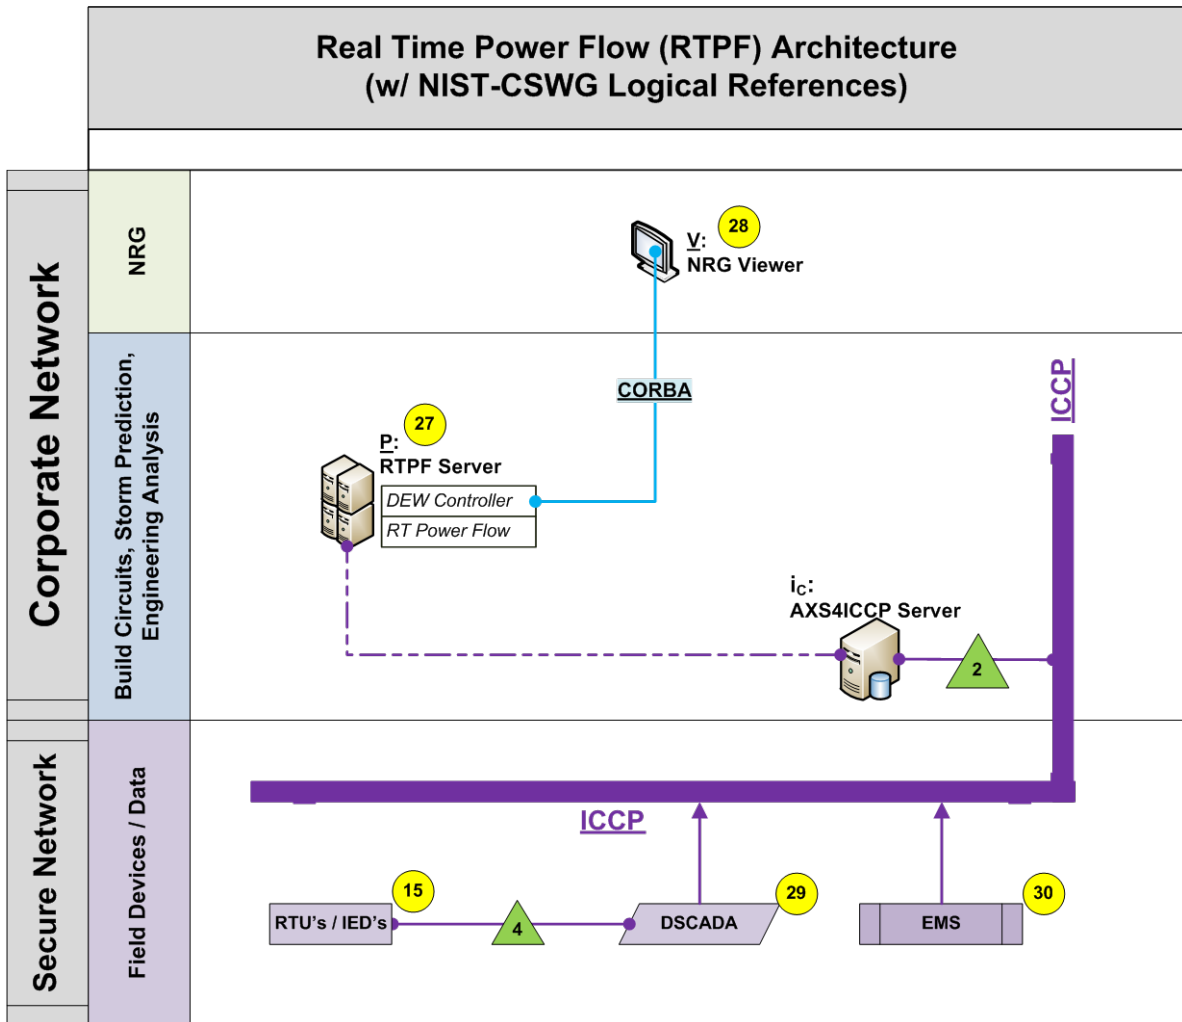 Real Time Power Flow (RTPF) Architecture
(w/ NIST-CSWG Logical References)
Corporate Network
NRG
28
V:
NRG Viewer
Build Circuits, Storm Prediction,
Engineering Analysis
CORBA
ICCP
27
P:
RTPF Server
DEW Controller
RT Power Flow
iC:
AXS4ICCP Server
2
Secure Network
Field Devices / Data
ICCP
15
RTU's / IED's
4
29
DSCADA
30
EMS